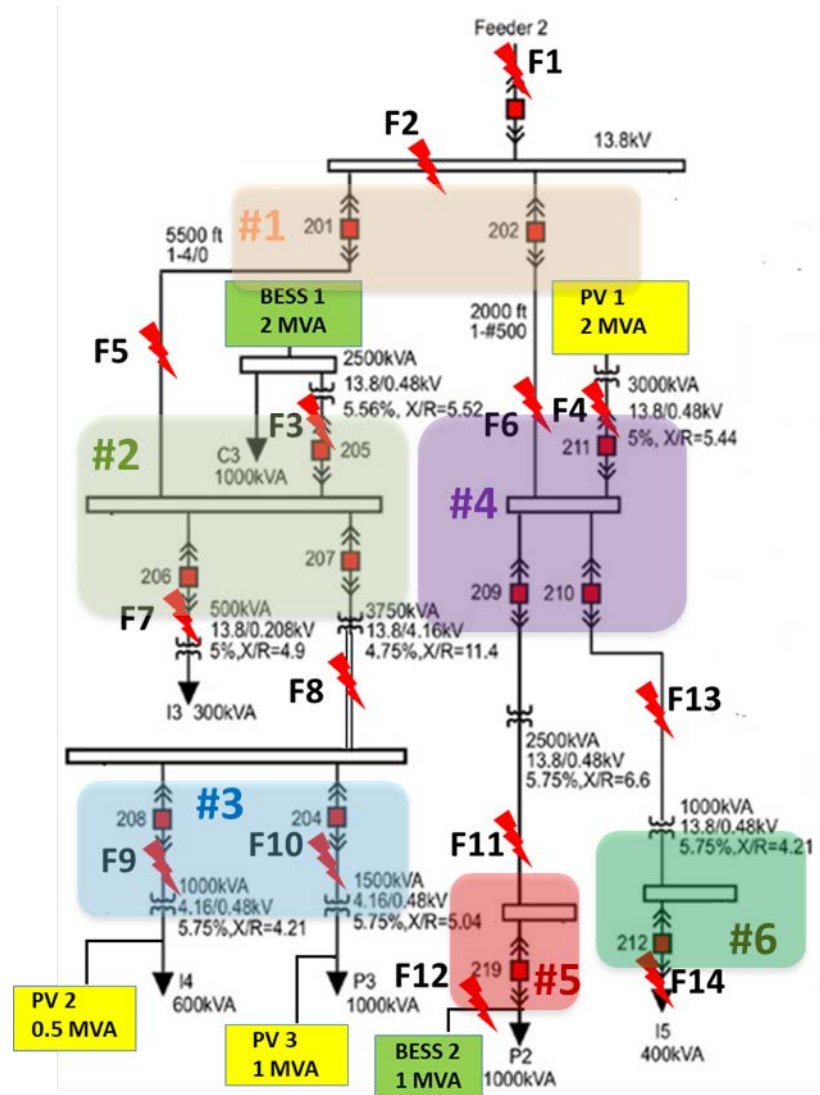 Feeder 2
F1
F2
13.8kV
#1
201
202
5500 ft
1-4/0
BESS 1
2 MVA
2000 ft
1-#500
PV 1
2 MVA
F5
2500kVA
13.8/0.48kV
5.56%, X/R=5.52
3000kVA
13.8/0.48kV
5%, X/R=5.44
F3
F6
F4
#2
C3
1000kVA
205
211
#4
206
207
209
210
F7
500kVA
13.8/0.208kV
5%,X/R=4.9
3750kVA
13.8/4.16kV
4.75%,X/R=11.4
I3 300kVA
F8
F13
2500kVA
13.8/0.48kV
5.75%,X/R=6.6
#3
208
204
1000kVA
13.8/0.48kV
5.75%,X/R=4.21
F9
F10
F11
1000kVA
4.16/0.48kV
5.75%,X/R=4.21
1500kVA
4.16/0.48kV
5.75%,X/R=5.04
212
#6
F12
219
#5
F14
PV 2
0.5 MVA
I4
600kVA
P3
1000kVA
I5
400kVA
PV 3
1 MVA
BESS 2
1 MVA
P2
1000kVA